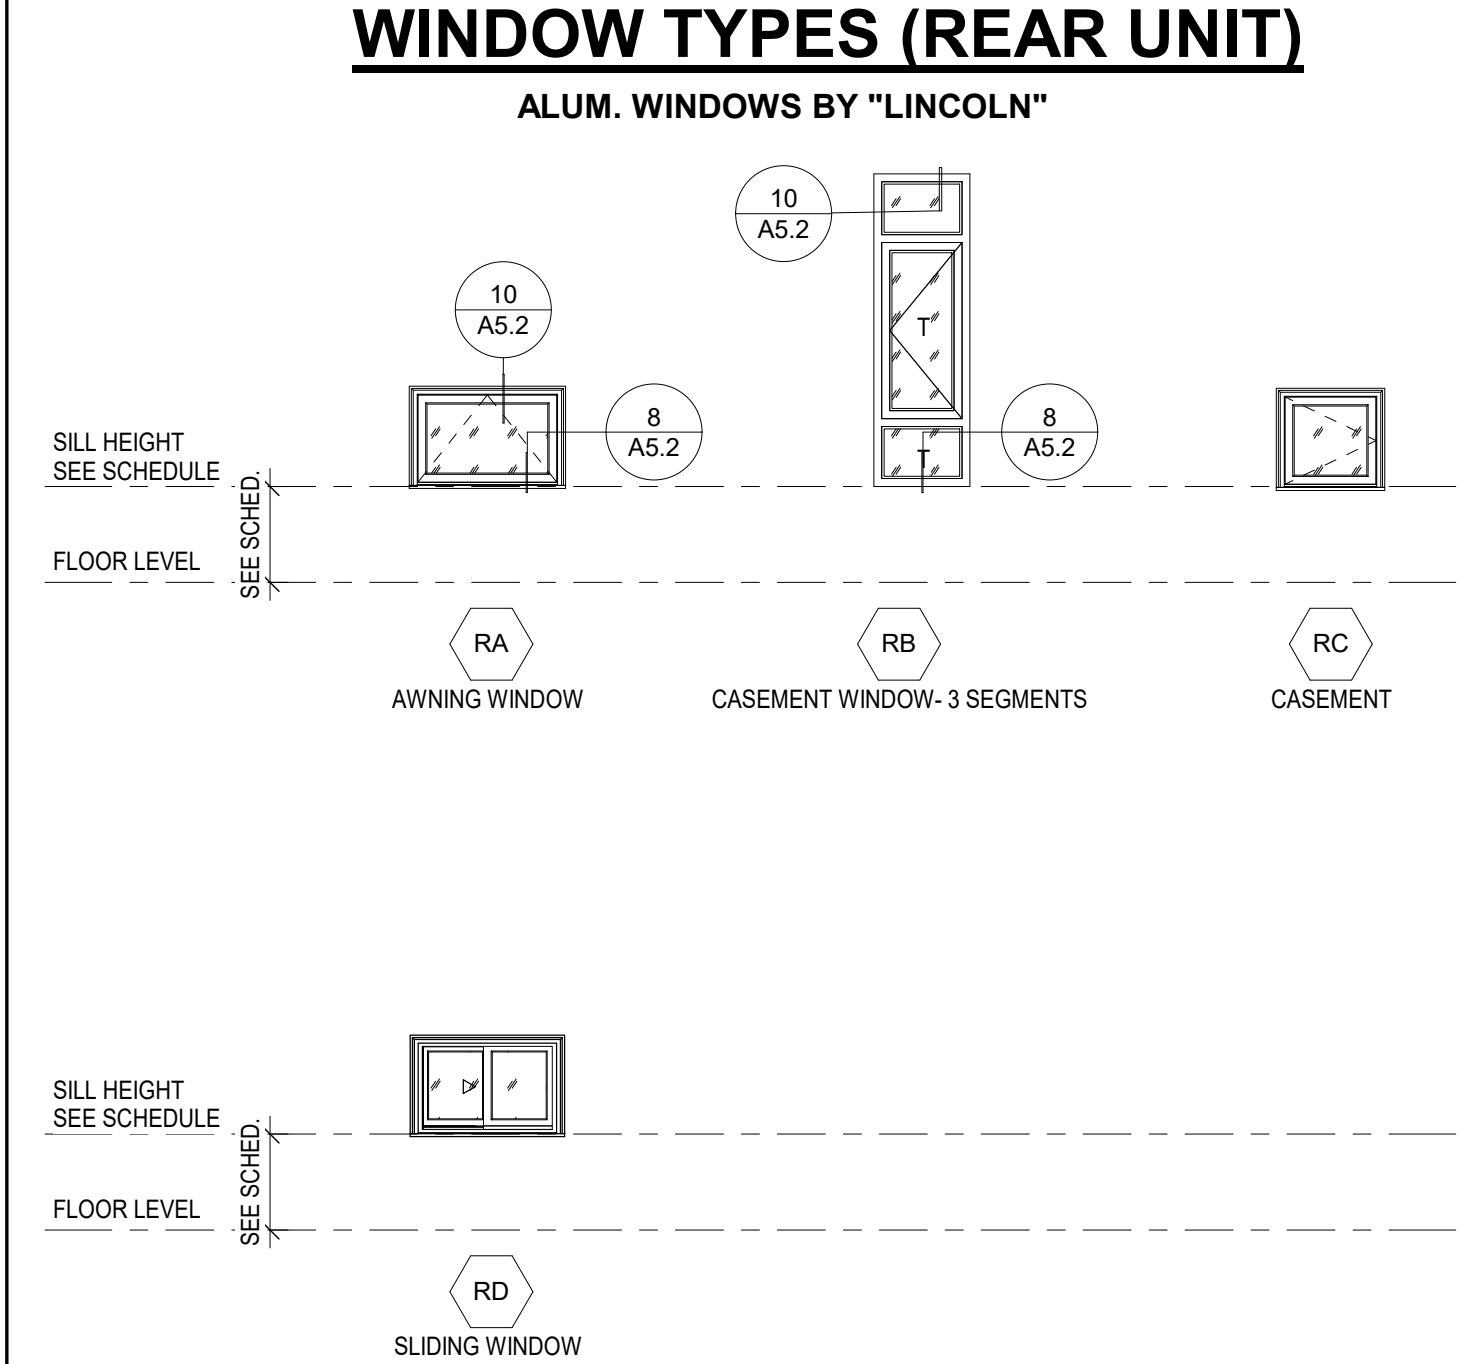 WINDOW TYPES (REAR UNIT)
ALUM. WINDOWS BY "LINCOLN"
10
A5.2
10
A5.2
8
A5.2
8
A5.2
T
T
SILL HEIGHT
SEE SCHEDULE
SEE SCHED.
FLOOR LEVEL
RA
AWNING WINDOW
RB
CASEMENT WINDOW- 3 SEGMENTS
RC
CASEMENT
SILL HEIGHT
SEE SCHEDULE
SEE SCHED.
FLOOR LEVEL
RD
SLIDING WINDOW